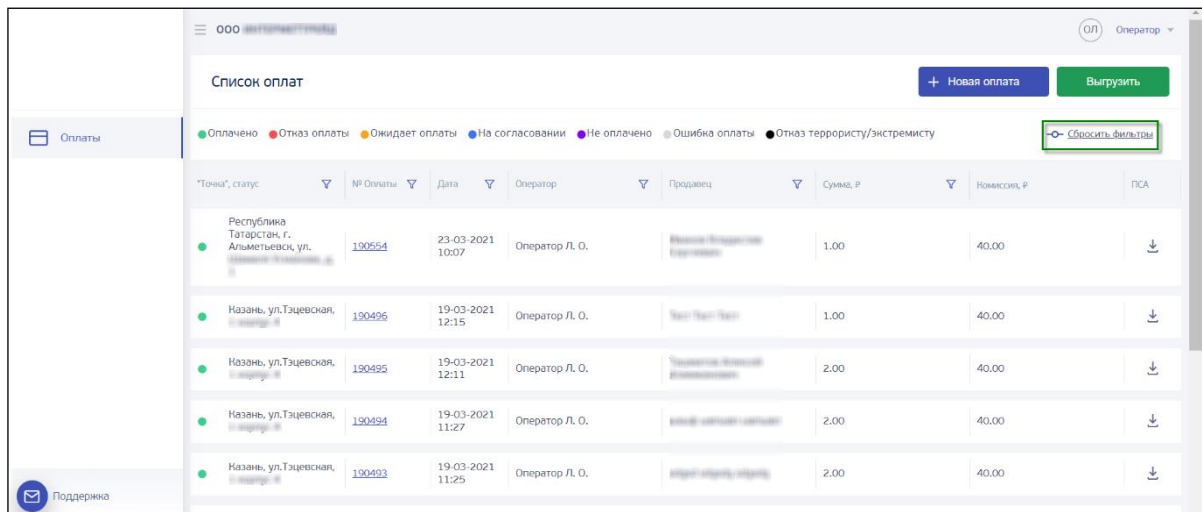 ООО
ОЛ Оператор
Список оплат
+ Новая оплата
Выгрузить
Оплаты
Оплачено Отказ оплаты Ожидает оплаты На согласовании Не оплачено Ошибка оплаты Отказ террористу/экстремисту
Сбросить фильтры
"Точка", статус № Оплаты Дата Оператор Продавец Сумма, ₽ Комиссия, ₽ ПСА
Республика
Татарстан, г.
Альметьевск, ул.
190554
23-03-2021
10:07
Оператор Л. О.
1.00
40.00
Казань, ул.Тэцевская,
190496
19-03-2021
12:15
Оператор Л. О.
1.00
40.00
Казань, ул.Тэцевская,
190495
19-03-2021
12:11
Оператор Л. О.
2.00
40.00
Казань, ул.Тэцевская,
190494
19-03-2021
11:27
Оператор Л. О.
2.00
40.00
Казань, ул.Тэцевская,
190493
19-03-2021
11:25
Оператор Л. О.
2.00
40.00
Поддержка